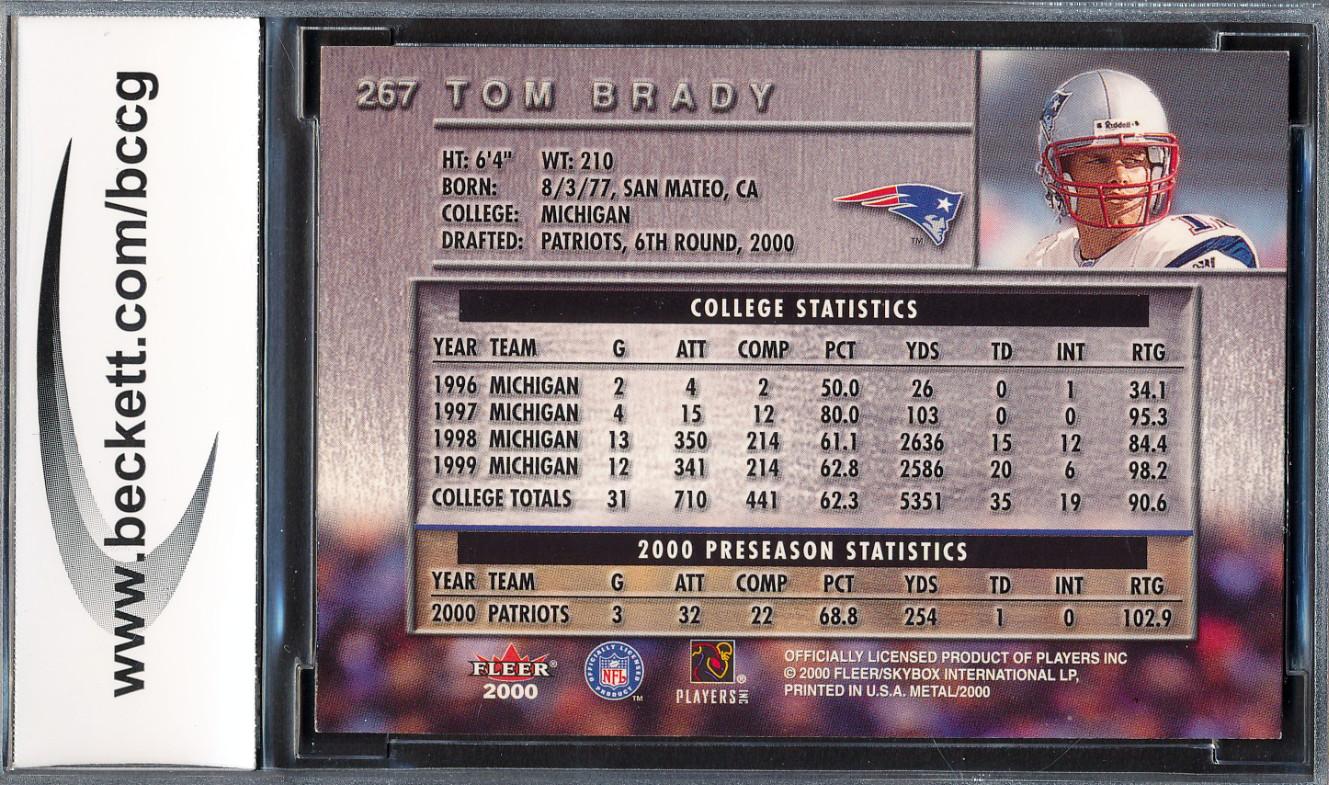 www.beckett.com/bccg
267 TOM BRADY
Riddell
HT: 6'4" WT: 210
BORN: 8/3/77, SAN MATEO, CA
COLLEGE: MICHIGAN
DRAFTED: PATRIOTS, 6TH ROUND, 2000
TM
COLLEGE STATISTICS
YEAR TEAM G ATT COMP PCT YDS TD INT RTG
1996 MICHIGAN 2 4 2 50.0 26 0 1 34.1
1997 MICHIGAN 4 15 12 80.0 103 0 0 95.3
1998 MICHIGAN 13 350 214 61.1 2636 15 12 84.4
1999 MICHIGAN 12 341 214 62.8 2586 20 6 98.2
COLLEGE TOTALS 31 710 441 62.3 5351 35 19 90.6
2000 PRESEASON STATISTICS
YEAR TEAM G ATT COMP PCT YDS TD INT RTG
2000 PATRIOTS 3 32 22 68.8 254 1 0 102.9
FLEER®
2000
OFFICIALLY LICENSED PRODUCT
NFL
TM
®
PLAYERS INC
OFFICIALLY LICENSED PRODUCT OF PLAYERS INC
© 2000 FLEER/SKYBOX INTERNATIONAL LP,
PRINTED IN U.S.A. METAL/2000